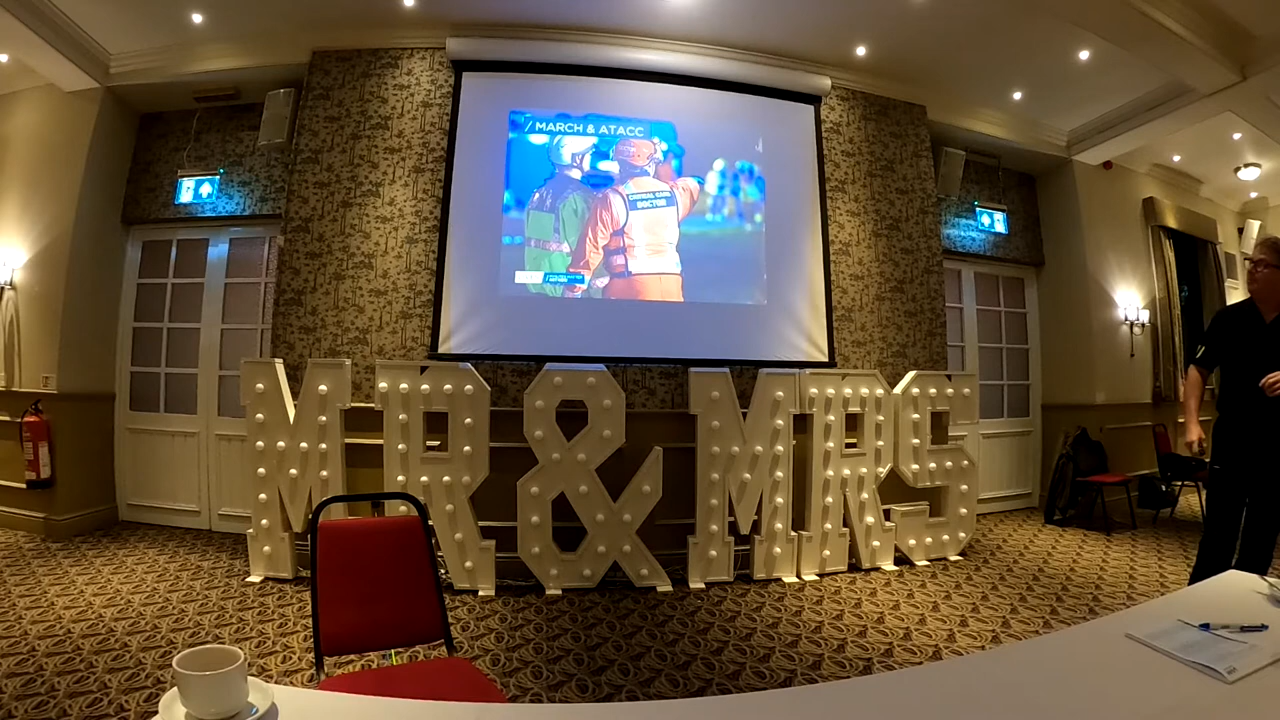 / MARCH & ATACC
CRITICAL CARE
DOCTOR
MR & MRS